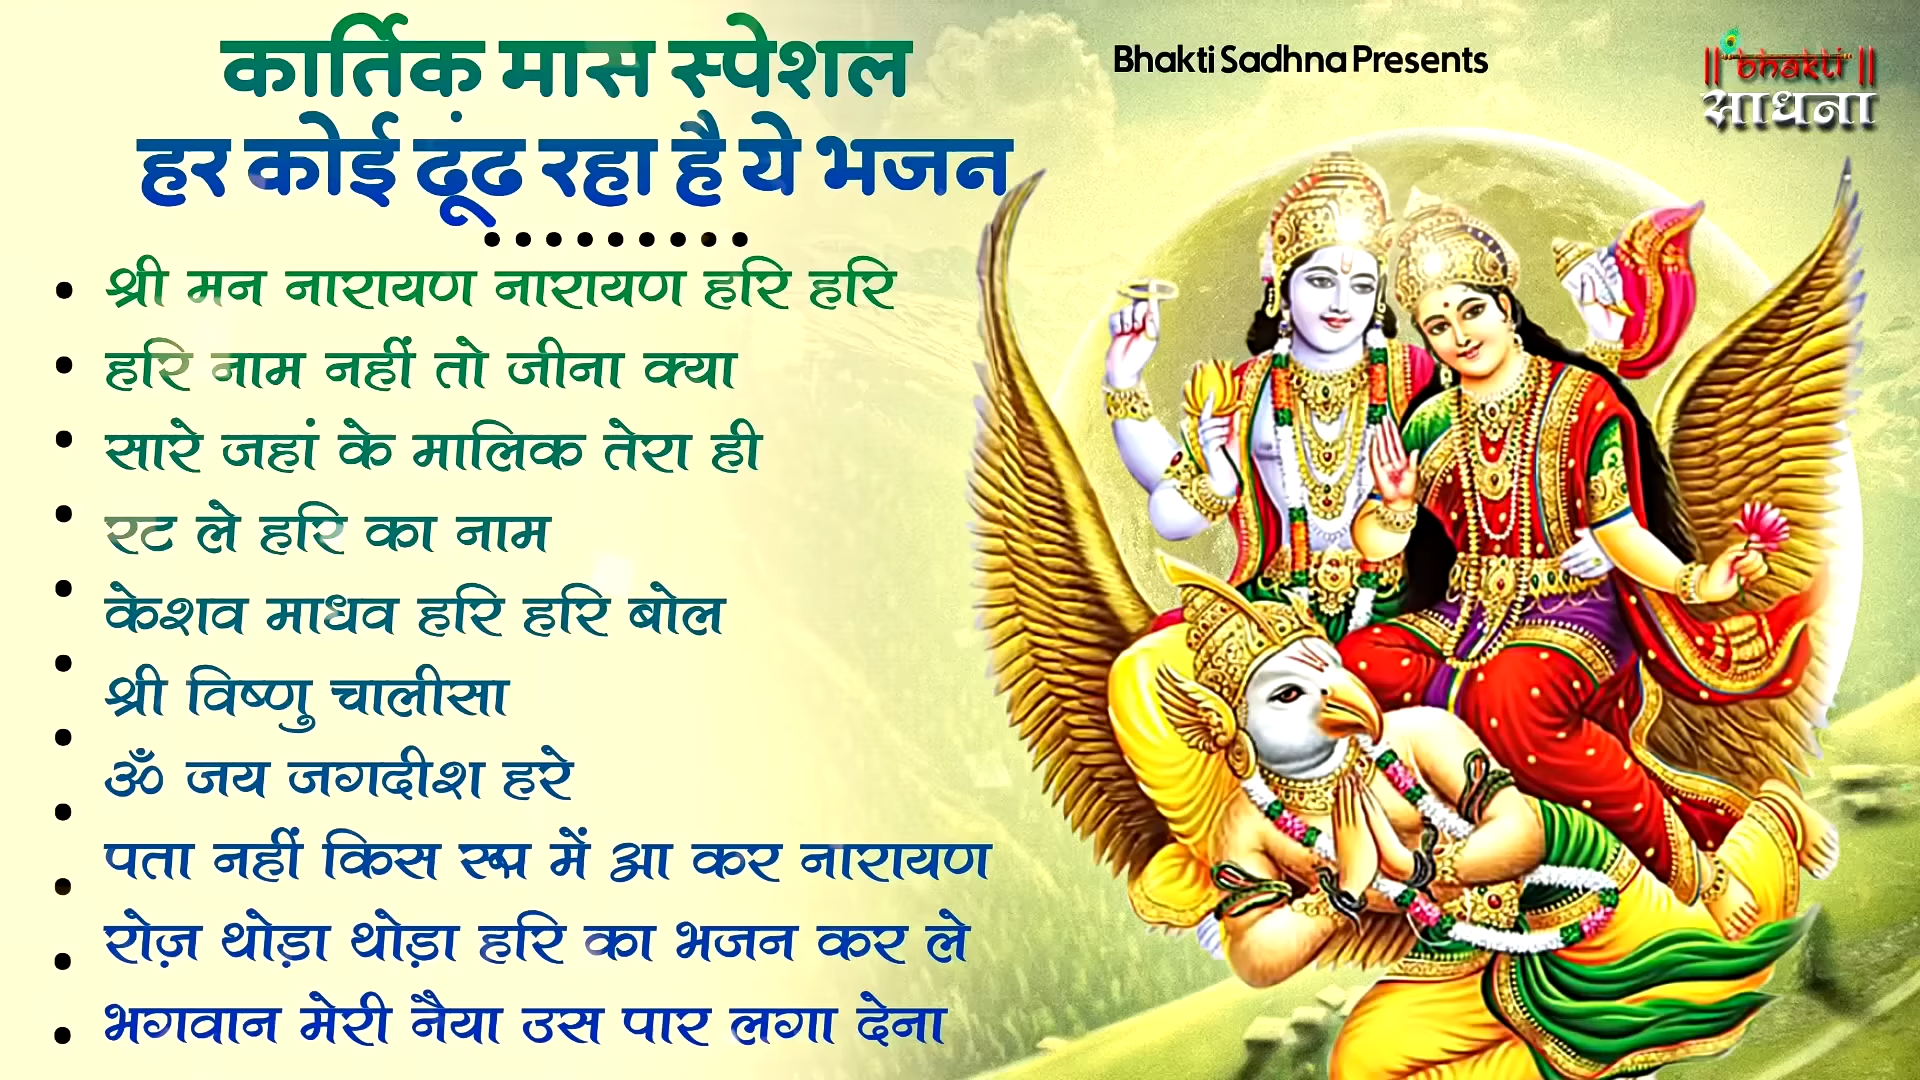 कार्तिक मास स्पेशल
हर कोई ढूंढ रहा है ये भजन
Bhakti Sadhna Presents
|| bhakti ||
साधना
श्री मन नारायण नारायण हरि हरि
हरि नाम नहीं तो जीना क्या
सारे जहां के मालिक तेरा ही
रट ले हरि का नाम
केशव माधव हरि हरि बोल
श्री विष्णु चालीसा
ॐ जय जगदीश हरे
पता नहीं किस रूप में आ कर नारायण
रोज़ थोड़ा थोड़ा हरि का भजन कर ले
भगवान मेरी नैया उस पार लगा देना